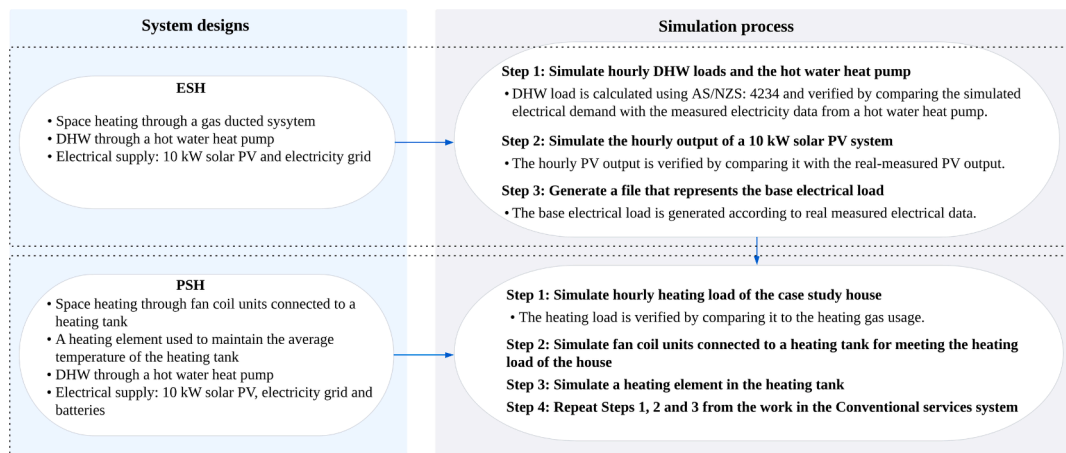 System designs
Simulation process
ESH
• Space heating through a gas ducted sysytem
• DHW through a hot water heat pump
• Electrical supply: 10 kW solar PV and electricity grid
Step 1: Simulate hourly DHW loads and the hot water heat pump
• DHW load is calculated using AS/NZS: 4234 and verified by comparing the simulated
electrical demand with the measured electricity data from a hot water heat pump.
Step 2: Simulate the hourly output of a 10 kW solar PV system
• The hourly PV output is verified by comparing it with the real-measured PV output.
Step 3: Generate a file that represents the base electrical load
• The base electrical load is generated according to real measured electrical data.
PSH
• Space heating through fan coil units connected to a
heating tank
• A heating element used to maintain the average
temperature of the heating tank
• DHW through a hot water heat pump
• Electrical supply: 10 kW solar PV, electricity grid and
batteries
Step 1: Simulate hourly heating load of the case study house
• The heating load is verified by comparing it to the heating gas usage.
Step 2: Simulate fan coil units connected to a heating tank for meeting the heating
load of the house
Step 3: Simulate a heating element in the heating tank
Step 4: Repeat Steps 1, 2 and 3 from the work in the Conventional services system